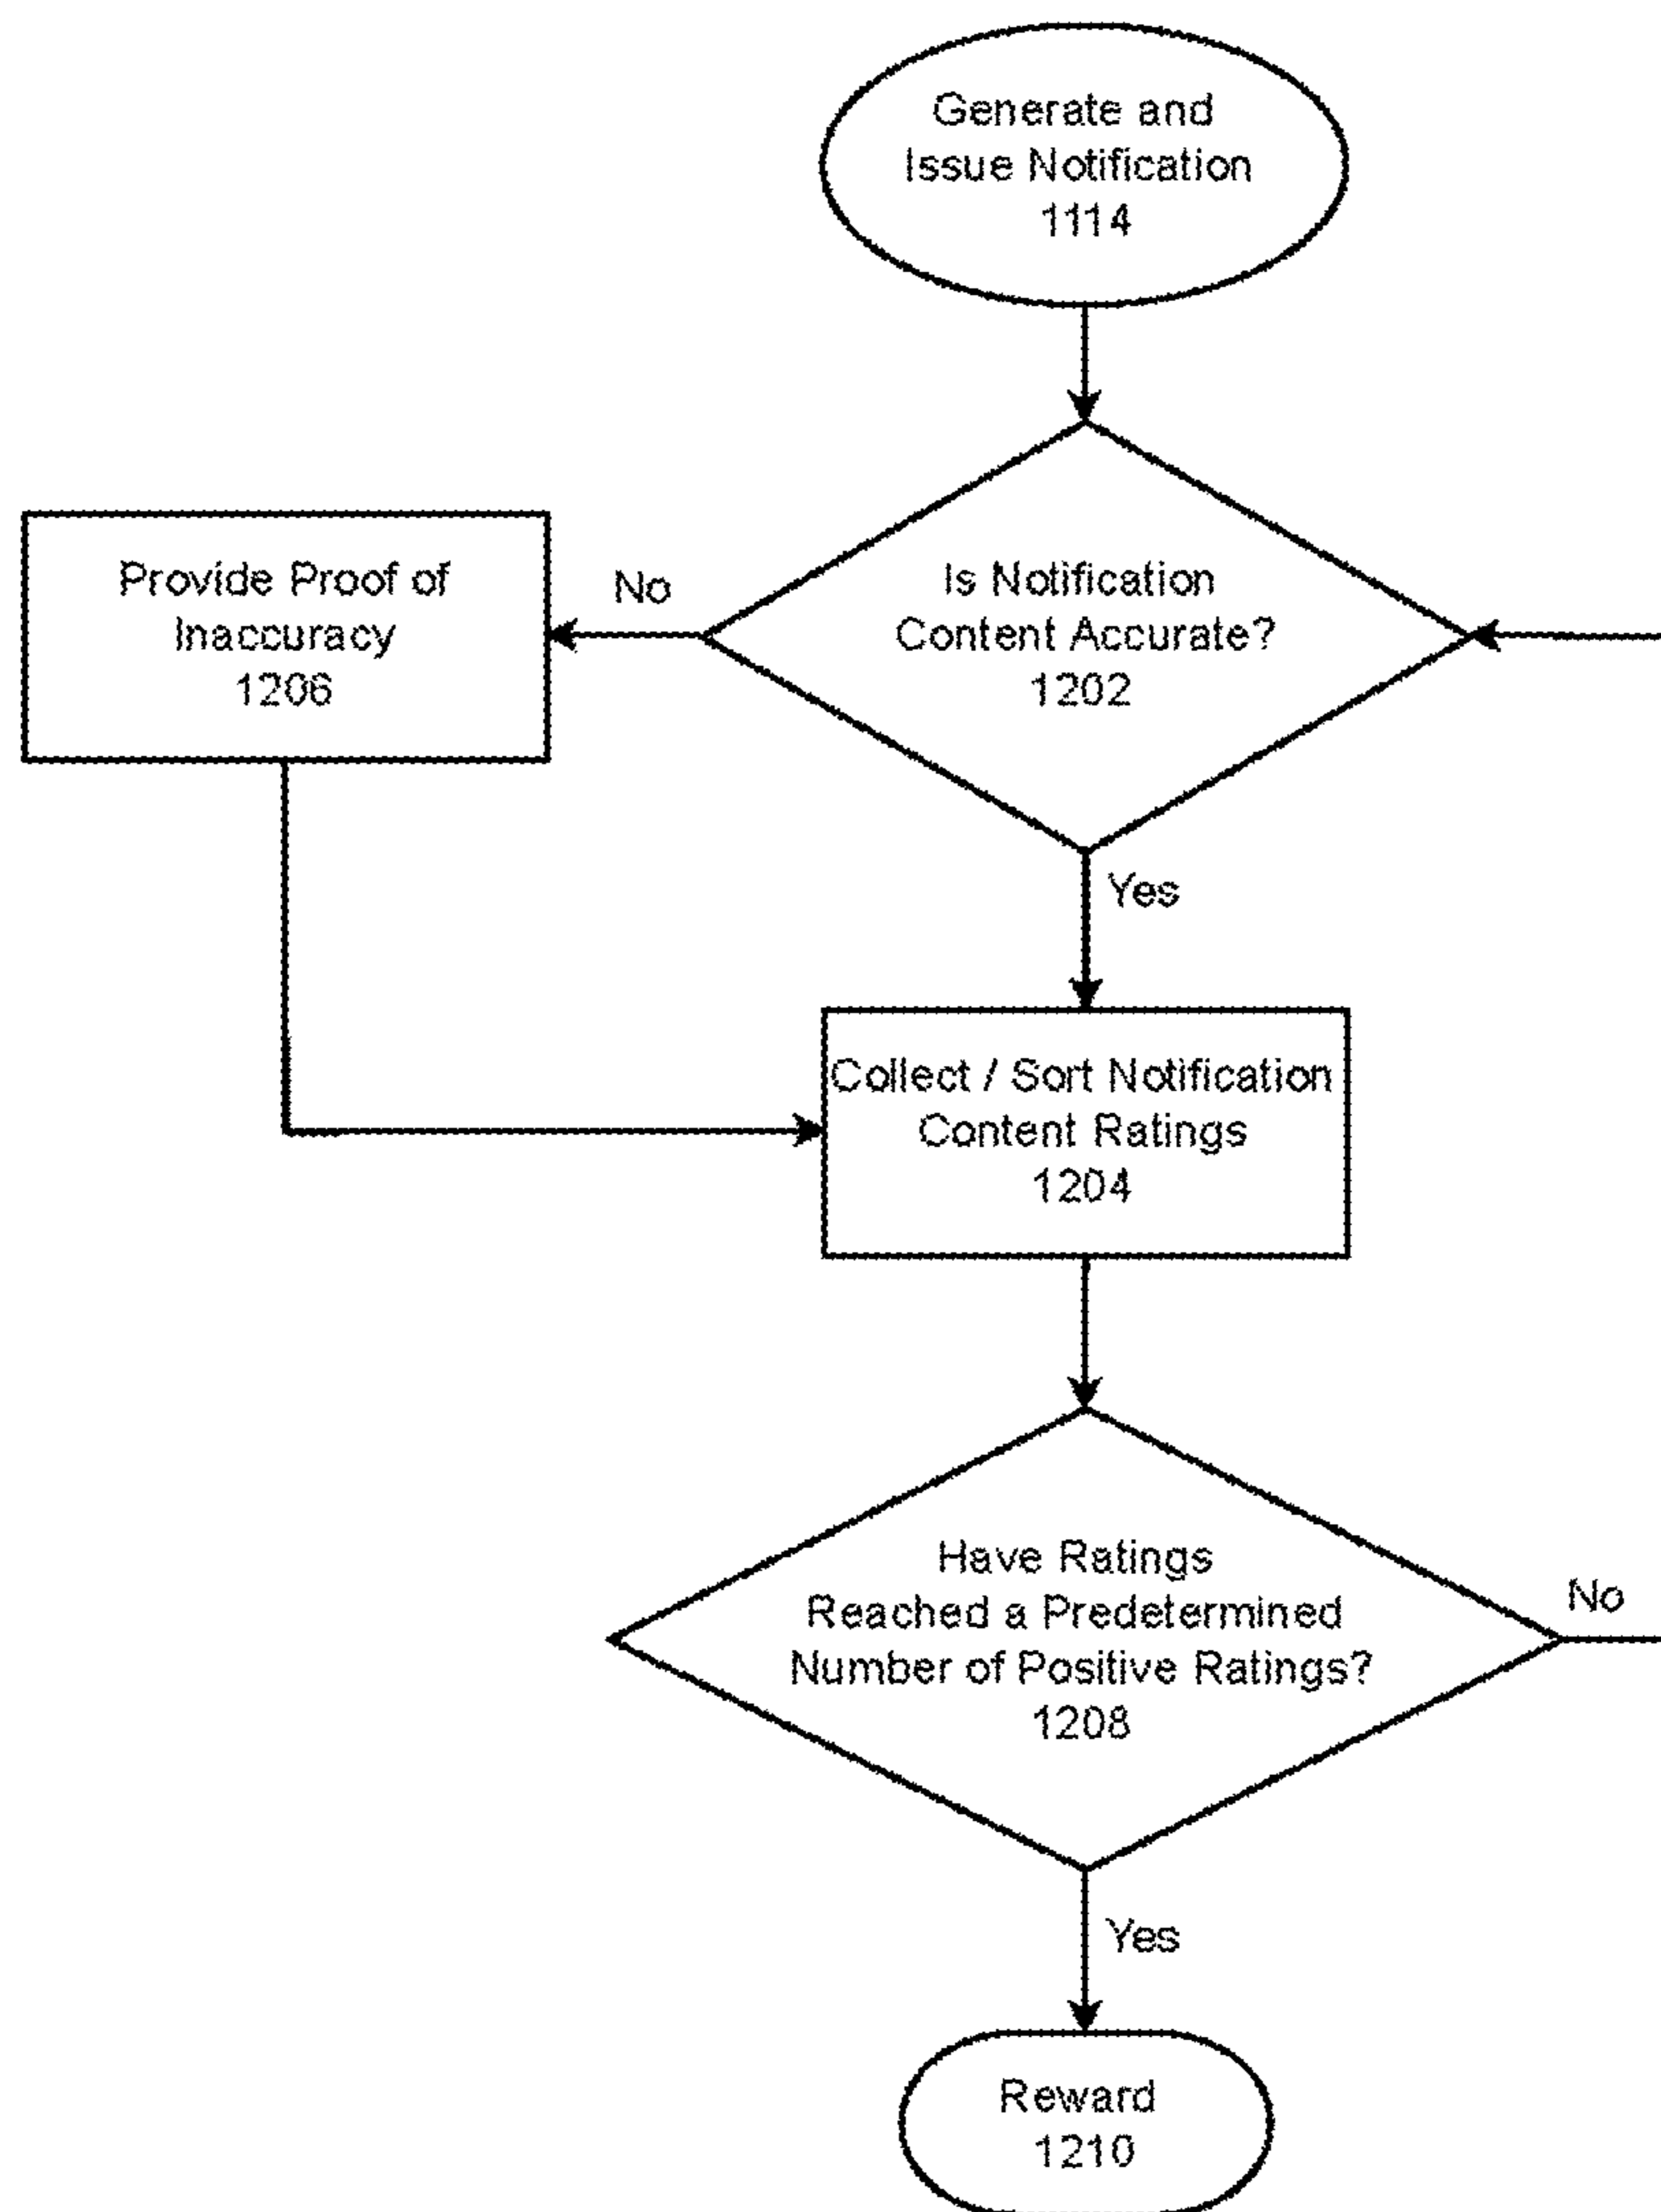 Generate and
Issue Notification
1114
Is Notification
Content Accurate?
1202
No
Provide Proof of
Inaccuracy
1206
Yes
Collect / Sort Notification
Content Ratings
1204
Have Ratings
Reached a Predetermined
Number of Positive Ratings?
1208
No
Yes
Reward
1210